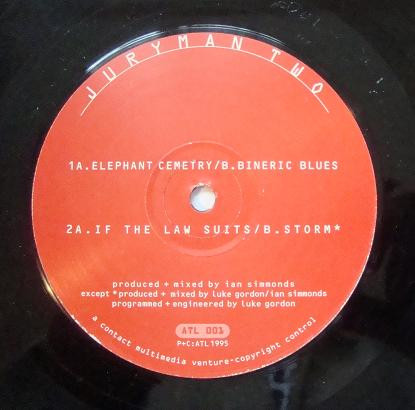 JURYMAN TWO
1A.ELEPHANT CEMETRY/B.BINERIC BLUES
2A.IF THE LAW SUITS/B.STORM*
produced + mixed by ian simmonds
except *produced + mixed by luke gordon/ian simmonds
programmed + engineered by luke gordon
ATL 001
P+C:ATL 1995
a contact multimedia venture-copyright control